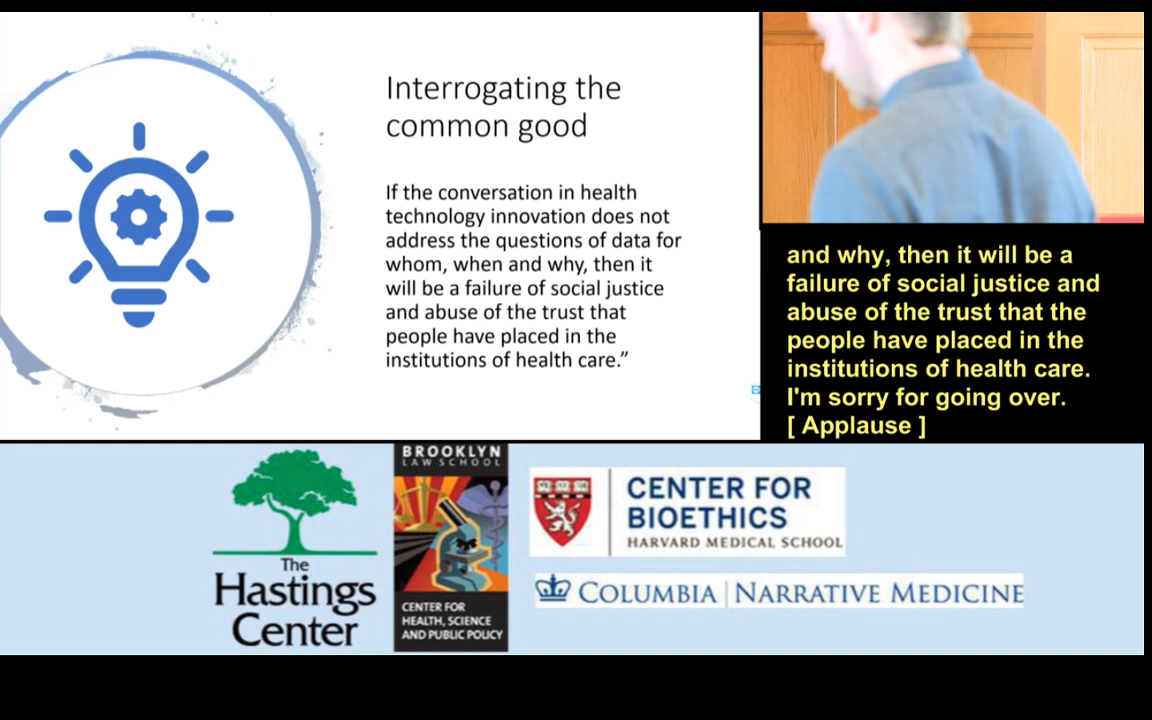 Interrogating the
common good
If the conversation in health
technology innovation does not
address the questions of data for
whom, when and why, then it
will be a failure of social justice
and abuse of the trust that
people have placed in the
institutions of health care.”
and why, then it will be a
failure of social justice and
abuse of the trust that the
people have placed in the
institutions of health care.
I'm sorry for going over.
[ Applause ]
The
Hastings
Center
BROOKLYN
LAW SCHOOL
CENTER FOR
HEALTH, SCIENCE
AND PUBLIC POLICY
CENTER FOR
BIOETHICS
HARVARD MEDICAL SCHOOL
COLUMBIA | NARRATIVE MEDICINE